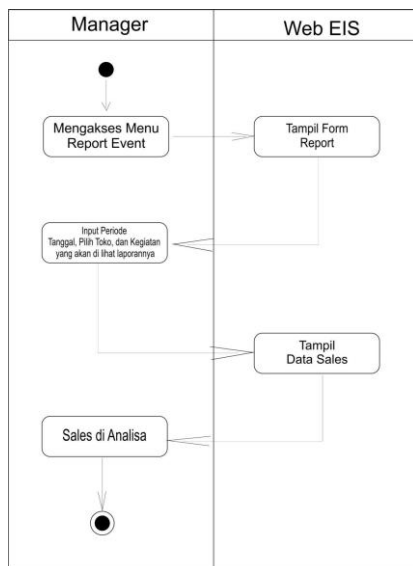 Manager
Web EIS
Mengakses Menu
Report Event
Tampil Form
Report
Input Periode
Tanggal, Pilih Toko, dan Kegiatan
yang akan di lihat laporannya
Tampil
Data Sales
Sales di Analisa